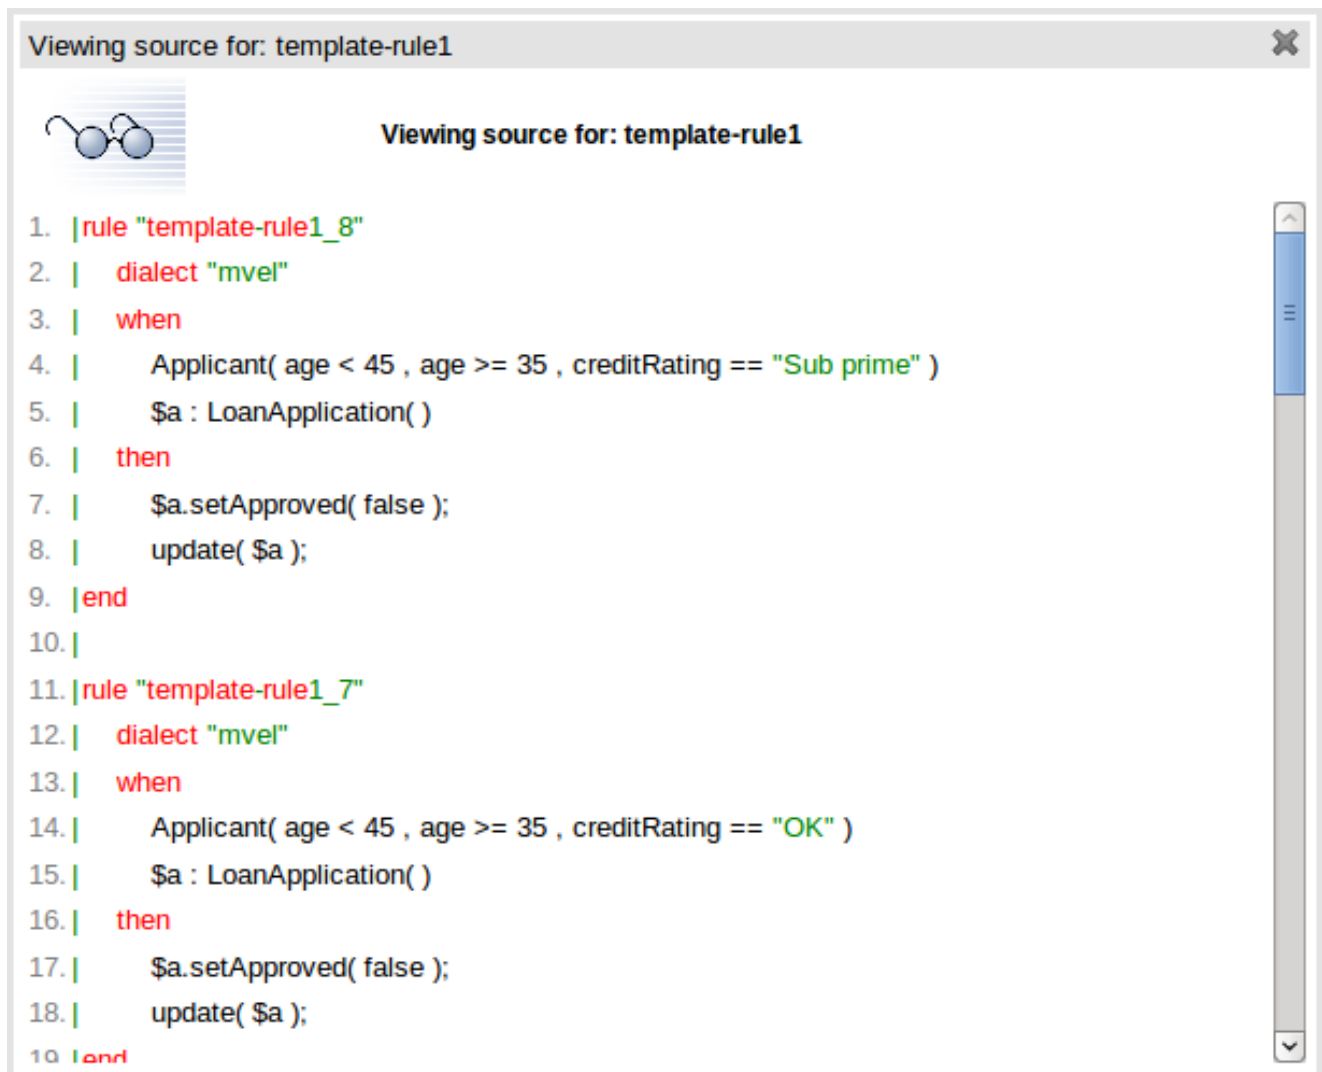 Viewing source for: template-rule1
Viewing source for: template-rule1
1. |rule "template-rule1_8"
2. |    dialect "mvel"
3. |    when
4. |        Applicant( age < 45 , age >= 35 , creditRating == "Sub prime" )
5. |        $a : LoanApplication( )
6. |    then
7. |        $a.setApproved( false );
8. |        update( $a );
9. |end
10.|
11.|rule "template-rule1_7"
12.|    dialect "mvel"
13.|    when
14.|        Applicant( age < 45 , age >= 35 , creditRating == "OK" )
15.|        $a : LoanApplication( )
16.|    then
17.|        $a.setApproved( false );
18.|        update( $a );
19.|end